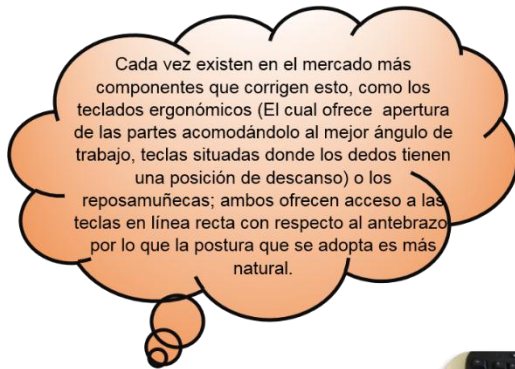 Cada vez existen en el mercado más
componentes que corrigen esto, como los
teclados ergonómicos (El cual ofrece apertura
de las partes acomodándolo al mejor ángulo de
trabajo, teclas situadas donde los dedos tienen
una posición de descanso) o los
reposamuñecas; ambos ofrecen acceso a las
teclas en línea recta con respecto al antebrazo
por lo que la postura que se adopta es más
natural.